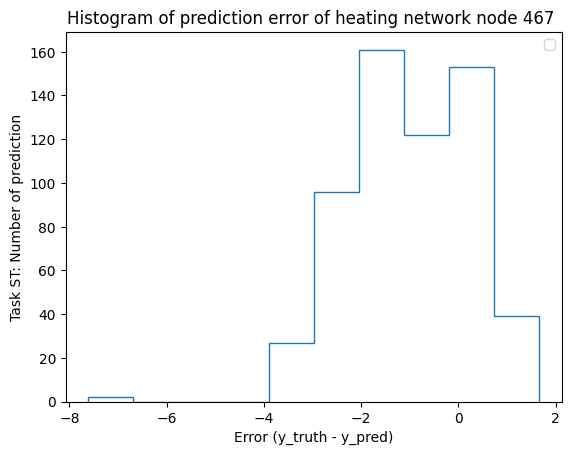 Histogram of prediction error of heating network node 467
Task ST: Number of prediction
160
140
120
100
80
60
40
20
0
−8 −6 −4 −2 0 2
Error (y_truth - y_pred)